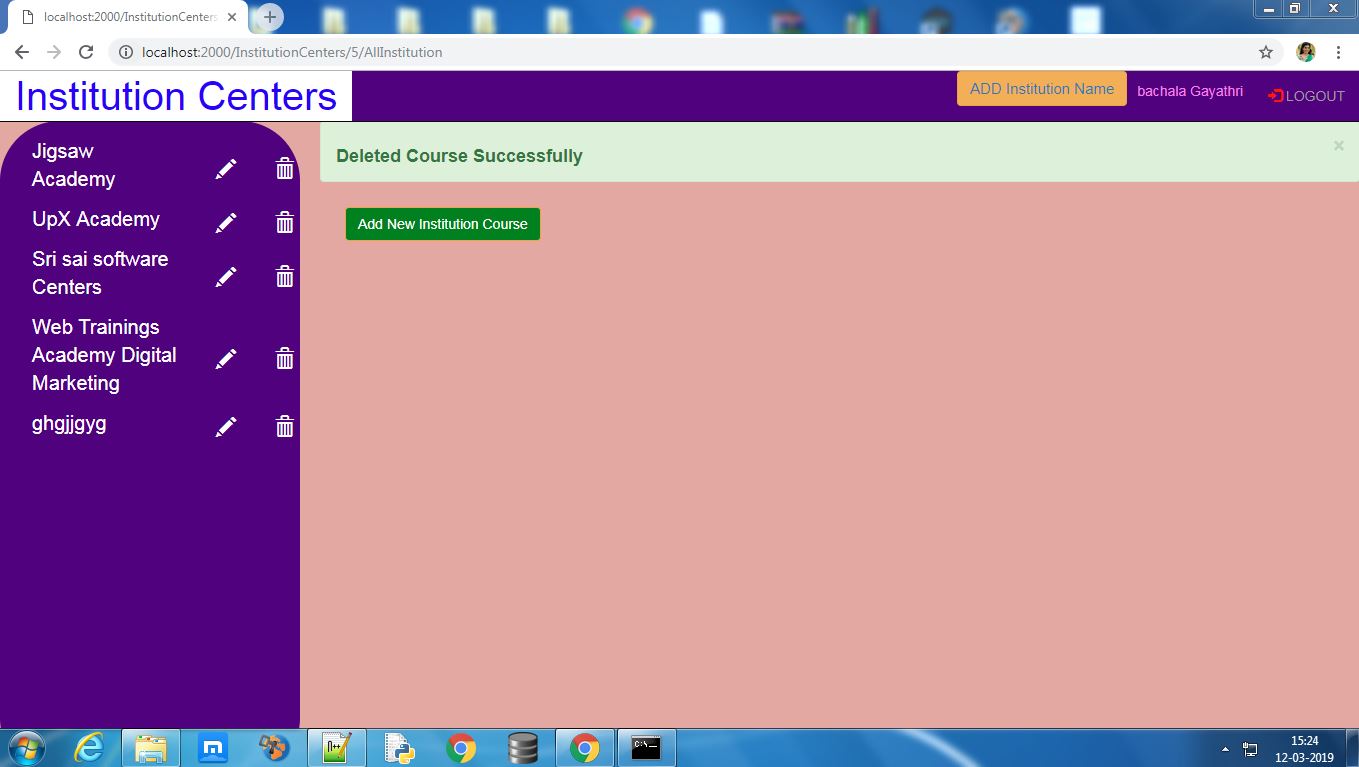 localhost:2000/InstitutionCenters
localhost:2000/InstitutionCenters/5/AllInstitution
Institution Centers
ADD Institution Name
bachala Gayathri
LOGOUT
Jigsaw
Academy
UpX Academy
Sri sai software
Centers
Web Trainings
Academy Digital
Marketing
ghgjjgyg
Deleted Course Successfully
×
Add New Institution Course
15:24
12-03-2019